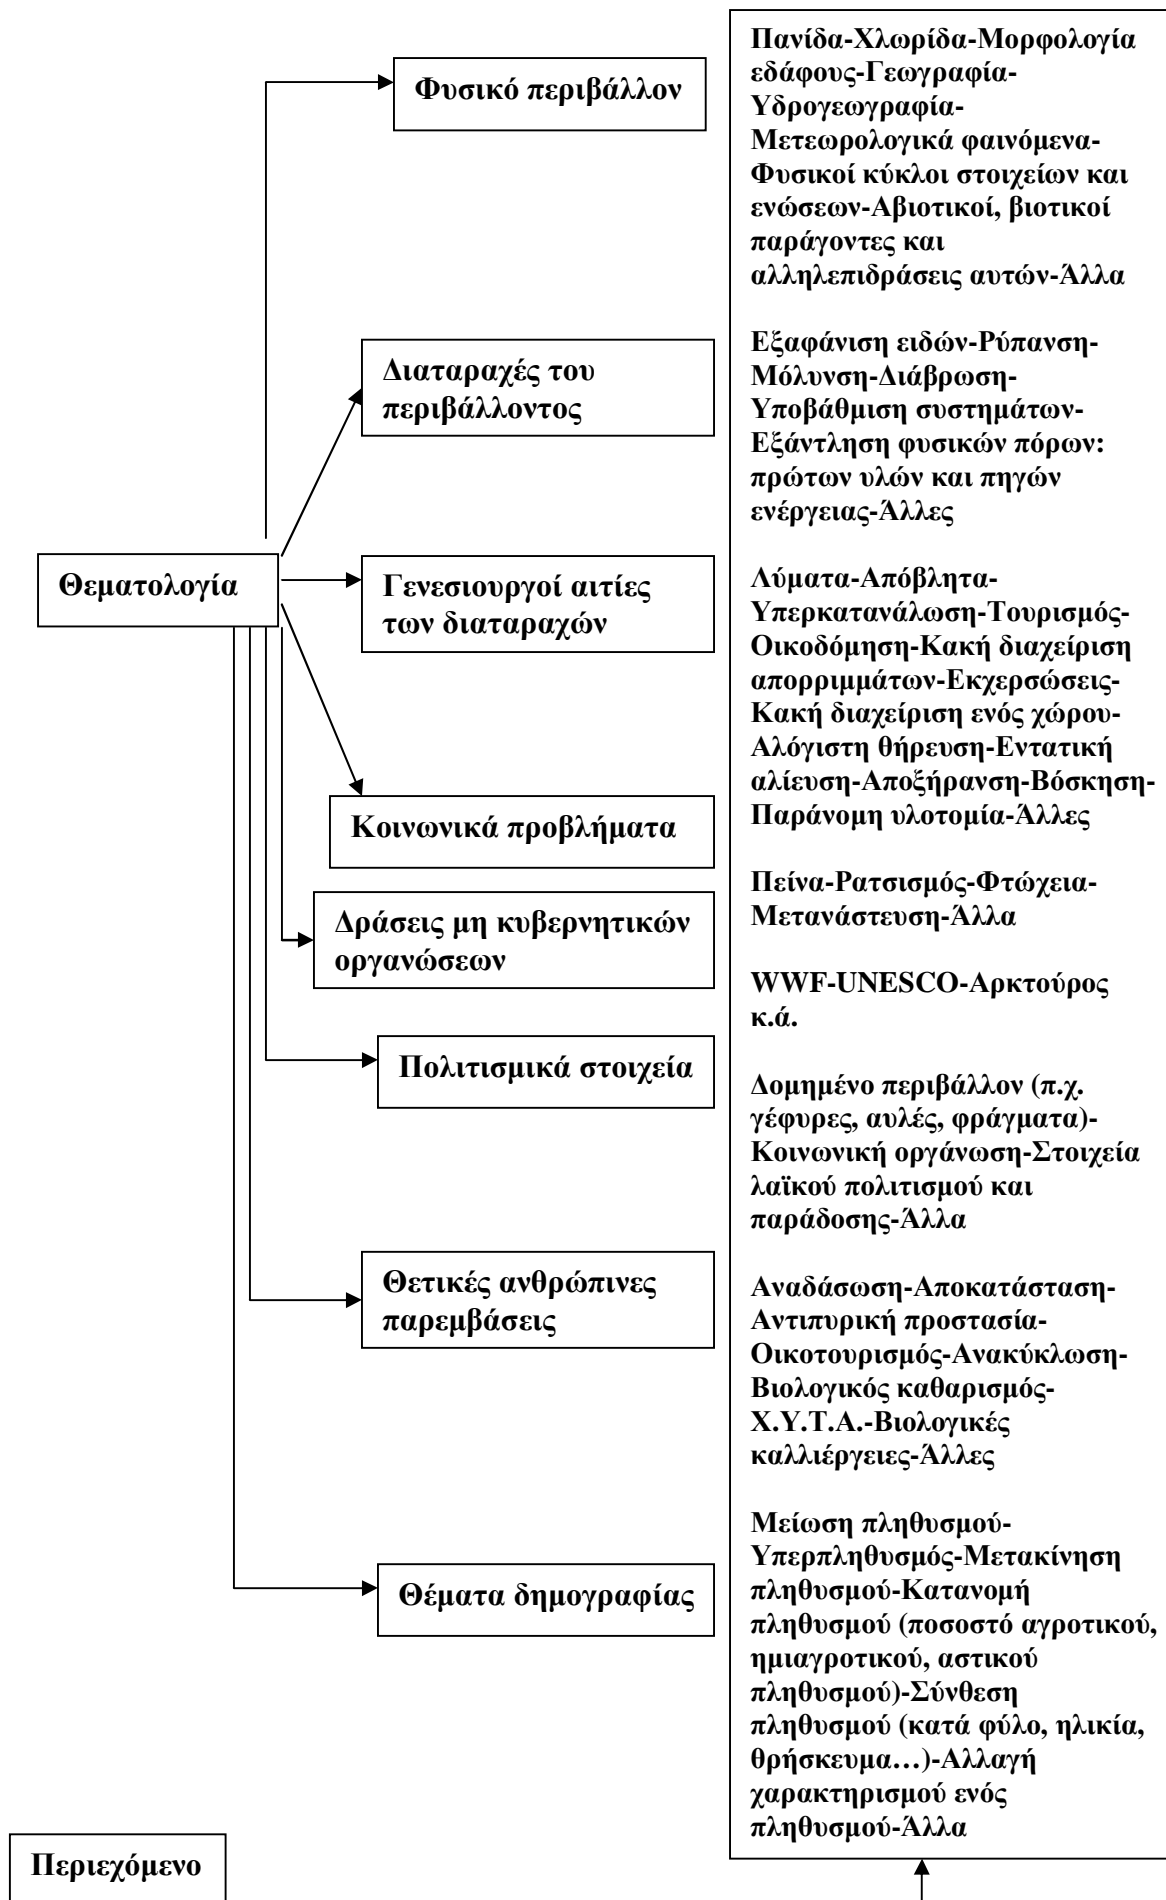 Θεματολογία
Φυσικό περιβάλλον
Διαταραχές του
περιβάλλοντος
Γενεσιουργοί αιτίες
των διαταραχών
Κοινωνικά προβλήματα
Δράσεις μη κυβερνητικών
οργανώσεων
Πολιτισμικά στοιχεία
Θετικές ανθρώπινες
παρεμβάσεις
Θέματα δημογραφίας
Πανίδα-Χλωρίδα-Μορφολογία
εδάφους-Γεωγραφία-
Υδρογεωγραφία-
Μετεωρολογικά φαινόμενα-
Φυσικοί κύκλοι στοιχείων και
ενώσεων-Αβιοτικοί, βιοτικοί
παράγοντες και
αλληλεπιδράσεις αυτών-Άλλα
Εξαφάνιση ειδών-Ρύπανση-
Μόλυνση-Διάβρωση-
Υποβάθμιση συστημάτων-
Εξάντληση φυσικών πόρων:
πρώτων υλών και πηγών
ενέργειας-Άλλες
Λύματα-Απόβλητα-
Υπερκατανάλωση-Τουρισμός-
Οικοδόμηση-Κακή διαχείριση
απορριμμάτων-Εκχερσώσεις-
Κακή διαχείριση ενός χώρου-
Αλόγιστη θήρευση-Εντατική
αλίευση-Αποξήρανση-Βόσκηση-
Παράνομη υλοτομία-Άλλες
Πείνα-Ρατσισμός-Φτώχεια-
Μετανάστευση-Άλλα
WWF-UNESCO-Αρκτούρος
κ.ά.
Δομημένο περιβάλλον (π.χ.
γέφυρες, αυλές, φράγματα)-
Κοινωνική οργάνωση-Στοιχεία
λαϊκού πολιτισμού και
παράδοσης-Άλλα
Αναδάσωση-Αποκατάσταση-
Αντιπυρική προστασία-
Οικοτουρισμός-Ανακύκλωση-
Βιολογικός καθαρισμός-
Χ.Υ.Τ.Α.-Βιολογικές
καλλιέργειες-Άλλες
Μείωση πληθυσμού-
Υπερπληθυσμός-Μετακίνηση
πληθυσμού-Κατανομή
πληθυσμού (ποσοστό αγροτικού,
ημιαγροτικού, αστικού
πληθυσμού)-Σύνθεση
πληθυσμού (κατά φύλο, ηλικία,
θρήσκευμα…)-Αλλαγή
χαρακτηρισμού ενός
πληθυσμού-Άλλα
Περιεχόμενο